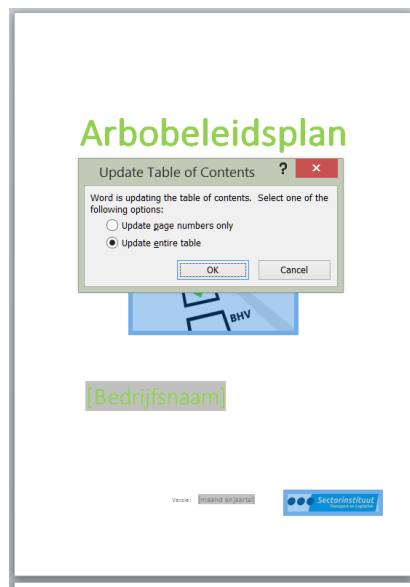 Arbobeleidsplan
Update Table of Contents ?
Word is updating the table of contents. Select one of the
following options:
Update page numbers only
Update entire table
OK Cancel
BHV
[Bedrijfsnaam]
Versie: [maand en jaartal]
Sectorinstituut
Transport en Logistiek